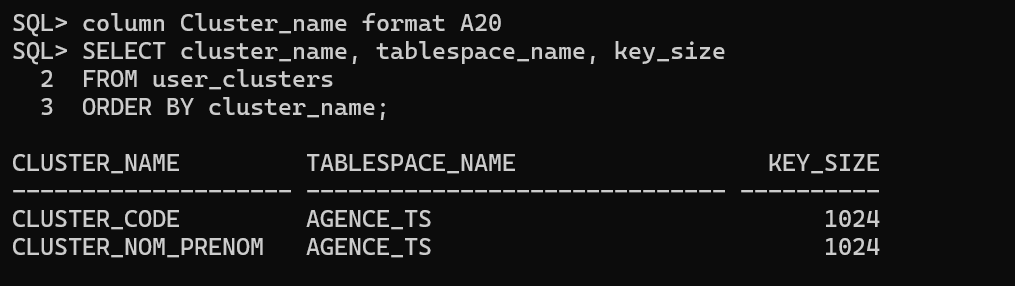 SQL> column Cluster_name format A20
SQL> SELECT cluster_name, tablespace_name, key_size
  2  FROM user_clusters
  3  ORDER BY cluster_name;

CLUSTER_NAME         TABLESPACE_NAME                  KEY_SIZE
-------------------- ------------------------------ ----------
CLUSTER_CODE         AGENCE_TS                            1024
CLUSTER_NOM_PRENOM   AGENCE_TS                            1024